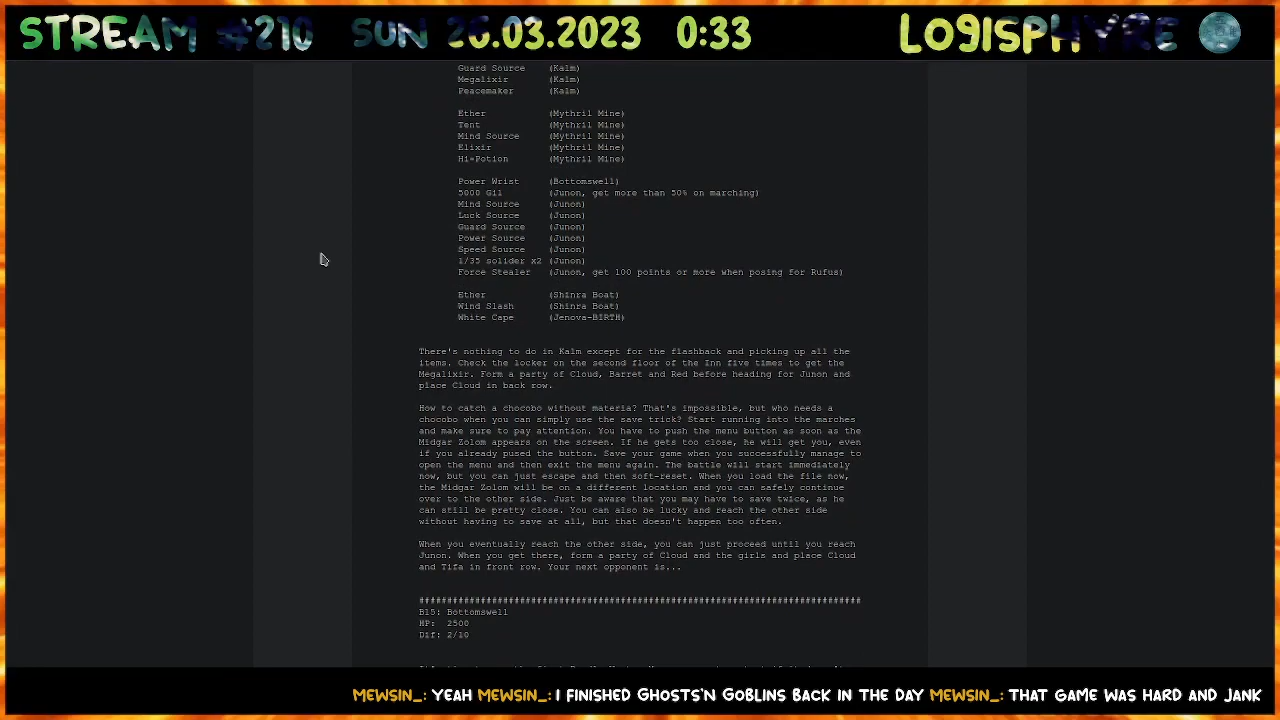 STREAM #210 SUN 26.03.2023 0:33 LO9ISPHYRE
Guard Source (Kalm)
Megalixir (Kalm)
Peacemaker (Kalm)
Ether (Mythril Mine)
Tent (Mythril Mine)
Mind Source (Mythril Mine)
Elixir (Mythril Mine)
Hi-Potion (Mythril Mine)
Power Wrist (Bottomswell)
5000 Gil (Junon, get more than 50% on marching)
Mind Source (Junon)
Luck Source (Junon)
Guard Source (Junon)
Power Source (Junon)
Speed Source (Junon)
1/35 solider x2 (Junon)
Force Stealer (Junon, get 100 points or more when posing for Rufus)
Ether (Shinra Boat)
Wind Slash (Shinra Boat)
White Cape (Jenova-BIRTH)
There's nothing to do in Kalm except for the flashback and picking up all the
items. Check the locker on the second floor of the Inn five times to get the
Megalixir. Form a party of Cloud, Barret and Red before heading for Junon and
place Cloud in back row.
How to catch a chocobo without materia? That's impossible, but who needs a
chocobo when you can simply use the save trick? Start running into the marches
and make sure to pay attention. You have to push the menu button as soon as the
Midgar Zolom appears on the screen. If he gets too close, he will get you, even
if you already pused the button. Save your game when you successfully manage to
open the menu and then exit the menu again. The battle will start immediately
now, but you can just escape and then soft-reset. When you load the file now,
the Midgar Zolom will be on a different location and you can safely continue
over to the other side. Just be aware that you may have to save twice, as he
can still be pretty close. You can also be lucky and reach the other side
without having to save at all, but that doesn't happen too often.
When you eventually reach the other side, you can just proceed until you reach
Junon. When you get there, form a party of Cloud and the girls and place Cloud
and Tifa in front row. Your next opponent is...
###############################################################################
B15: Bottomswell
HP: 2500
Dif: 2/10
MEWSIN_: YEAH MEWSIN_: I FINISHED GHOSTS'N GOBLINS BACK IN THE DAY MEWSIN_: THAT GAME WAS HARD AND JANK